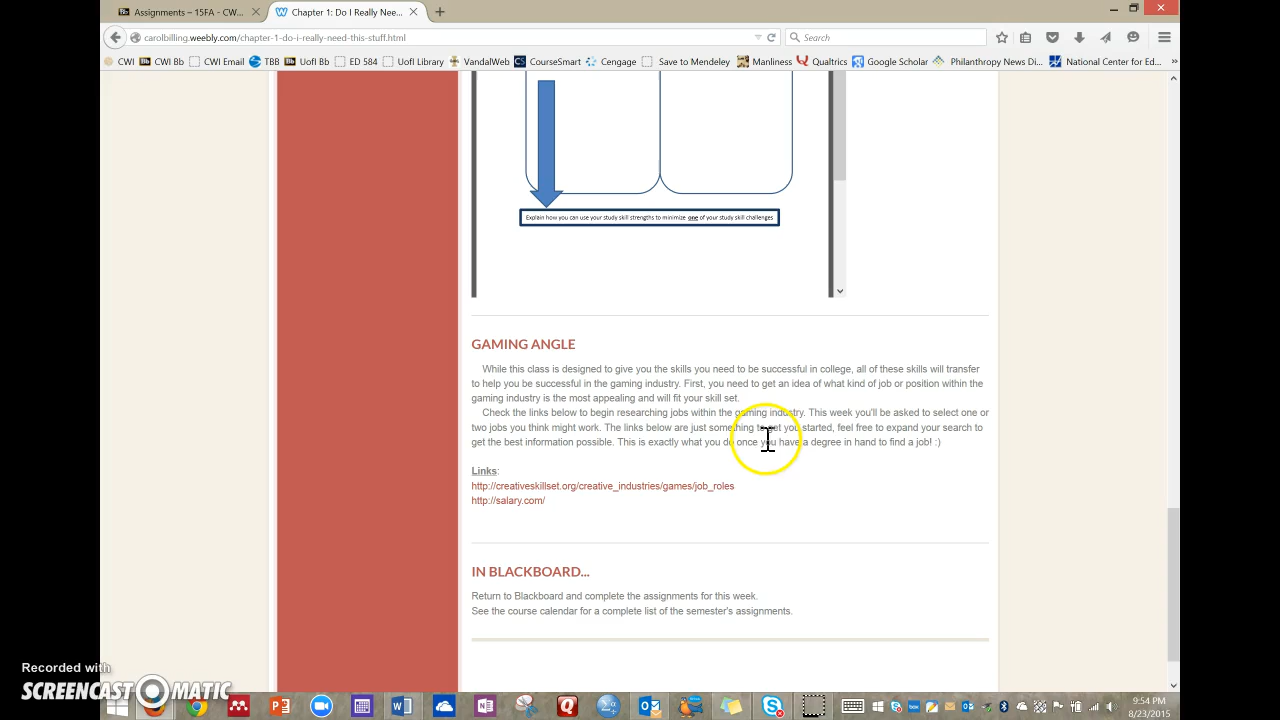 Assignments – 15FA - CW...
Chapter 1: Do I Really Nee...
carolbilling.weebly.com/chapter-1-do-i-really-need-this-stuff.html
Search
CWI
CWI Bb
CWI Email
TBB
UofI Bb
ED 584
UofI Library
VandalWeb
CourseSmart
Cengage
Save to Mendeley
Manliness
Qualtrics
Google Scholar
Philanthropy News Di...
National Center for Ed...
Explain how you can use your study skill strengths to minimize one of your study skill challenges
GAMING ANGLE
While this class is designed to give you the skills you need to be successful in college, all of these skills will transfer
to help you be successful in the gaming industry. First, you need to get an idea of what kind of job or position within the
gaming industry is the most appealing and will fit your skill set.
Check the links below to begin researching jobs within the gaming industry. This week you'll be asked to select one or
two jobs you think might work. The links below are just something to get you started, feel free to expand your search to
get the best information possible. This is exactly what you do once you have a degree in hand to find a job! :)
Links:
http://creativeskillset.org/creative_industries/games/job_roles
http://salary.com/
IN BLACKBOARD...
Return to Blackboard and complete the assignments for this week.
See the course calendar for a complete list of the semester's assignments.
Recorded with
SCREENCAST-O-MATIC
9:54 PM
8/23/2015